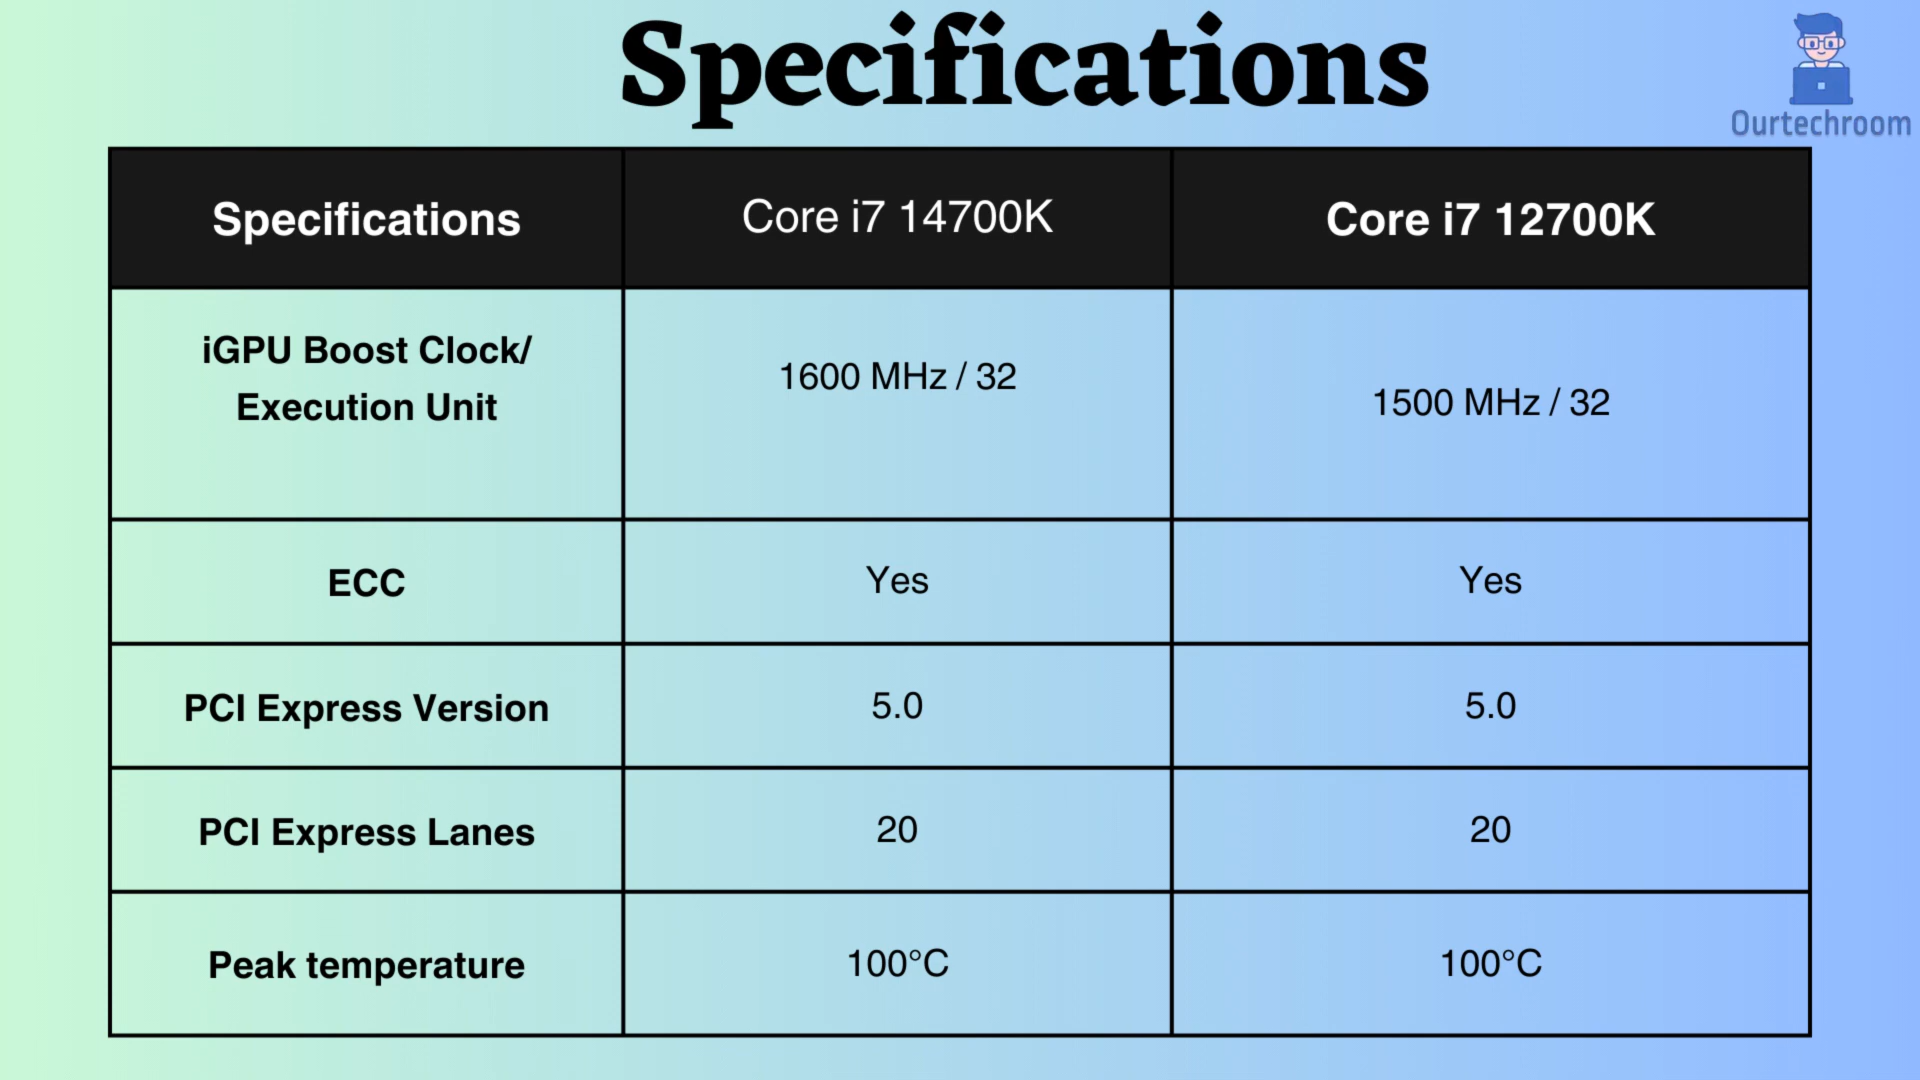 Specifications
Ourtechroom
Specifications
Core i7 14700K
Core i7 12700K
iGPU Boost Clock/
Execution Unit
1600 MHz / 32
1500 MHz / 32
ECC
Yes
Yes
PCI Express Version
5.0
5.0
PCI Express Lanes
20
20
Peak temperature
100°C
100°C